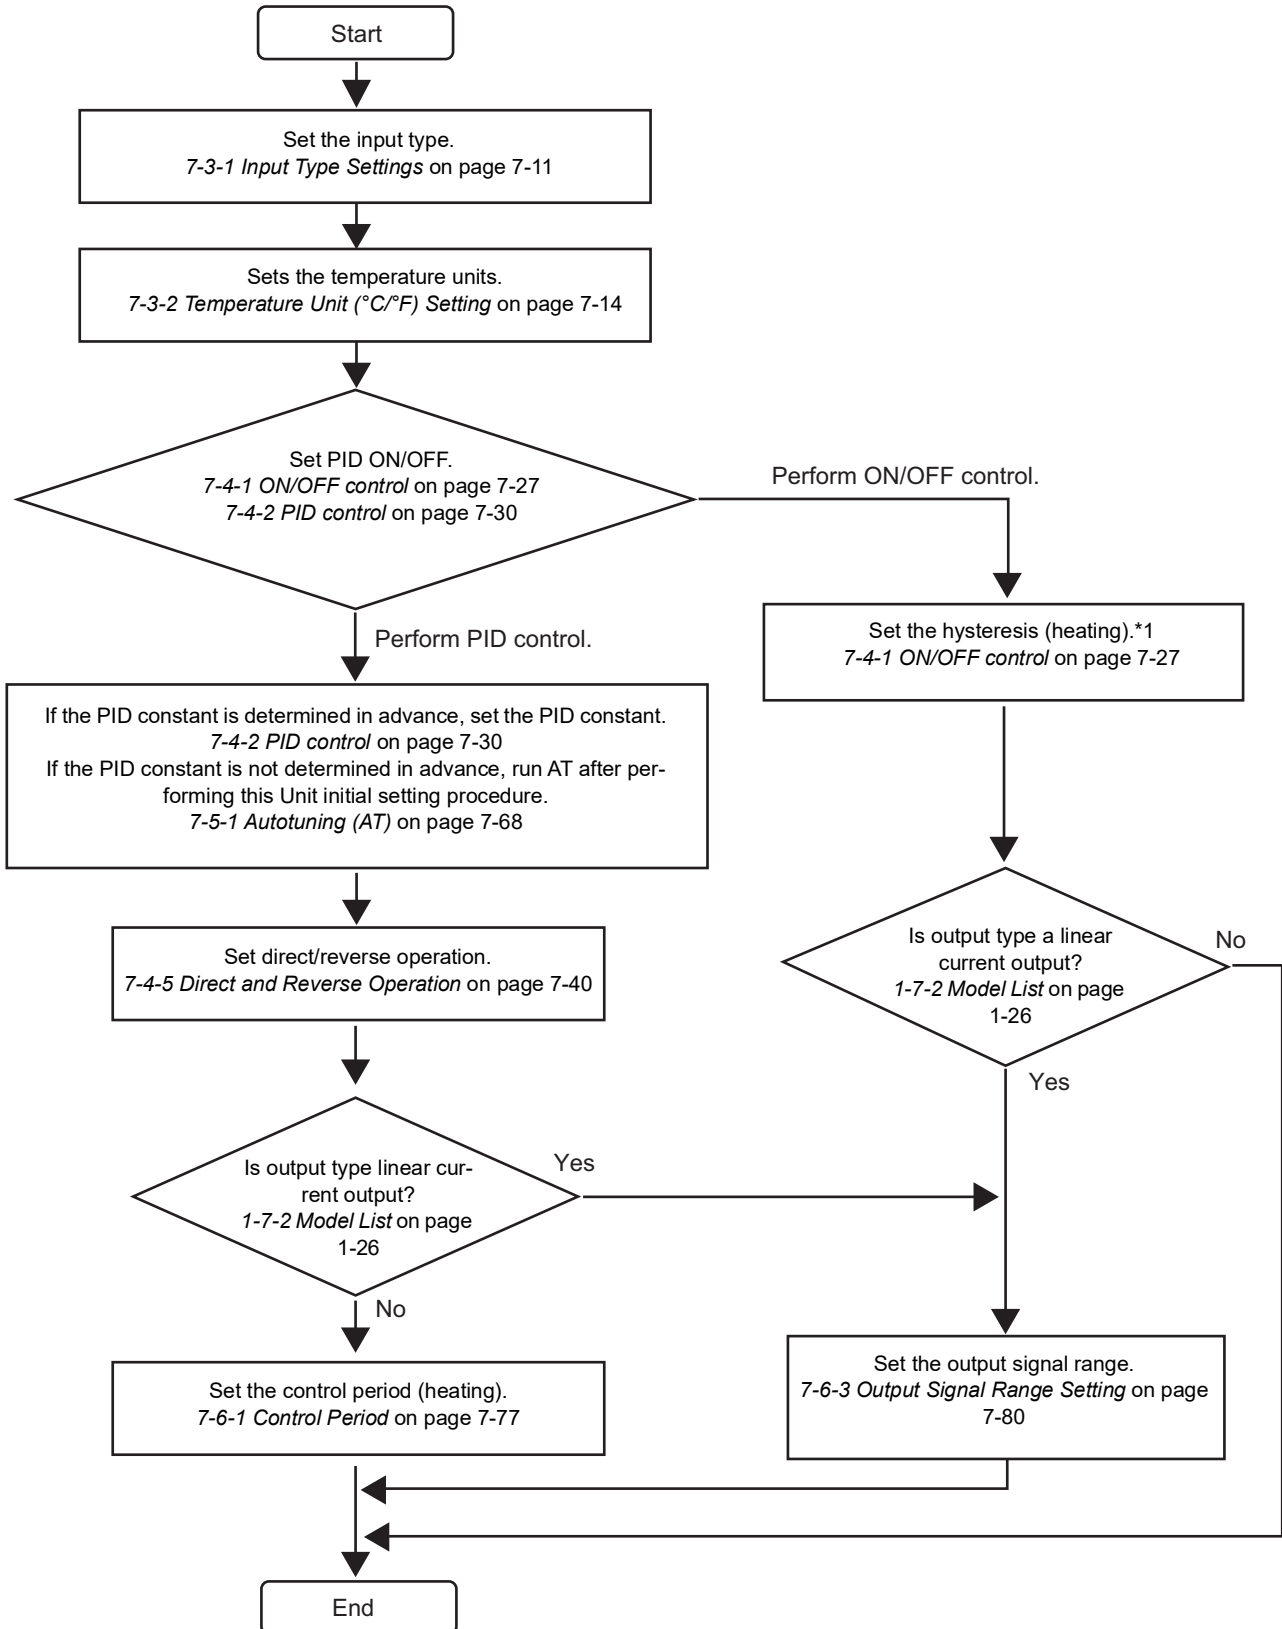 Start
Set the input type.
7-3-1 Input Type Settings on page 7-11
Sets the temperature units.
7-3-2 Temperature Unit (°C/°F) Setting on page 7-14
Set PID ON/OFF.
7-4-1 ON/OFF control on page 7-27
7-4-2 PID control on page 7-30
Perform ON/OFF control.
Set the hysteresis (heating).*1
7-4-1 ON/OFF control on page 7-27
Perform PID control.
If the PID constant is determined in advance, set the PID constant.
7-4-2 PID control on page 7-30
If the PID constant is not determined in advance, run AT after per-
forming this Unit initial setting procedure.
7-5-1 Autotuning (AT) on page 7-68
Set direct/reverse operation.
7-4-5 Direct and Reverse Operation on page 7-40
Is output type a linear
current output?
1-7-2 Model List on page
1-26
No
Yes
Is output type linear cur-
rent output?
1-7-2 Model List on page
1-26
Yes
No
Set the control period (heating).
7-6-1 Control Period on page 7-77
Set the output signal range.
7-6-3 Output Signal Range Setting on page
7-80
End